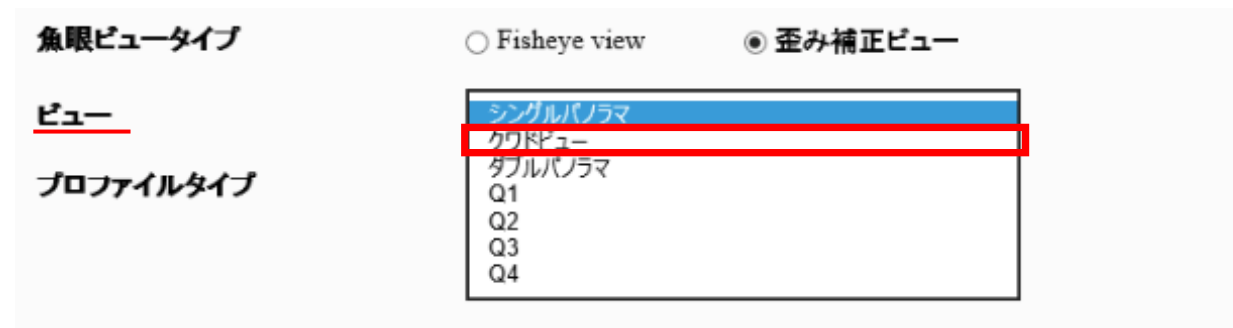 魚眼ビュータイプ Fisheye view 歪み補正ビュー
ビュー シングルパノラマ
クワドビュー
ダブルパノラマ
プロファイルタイプ
Q1
Q2
Q3
Q4